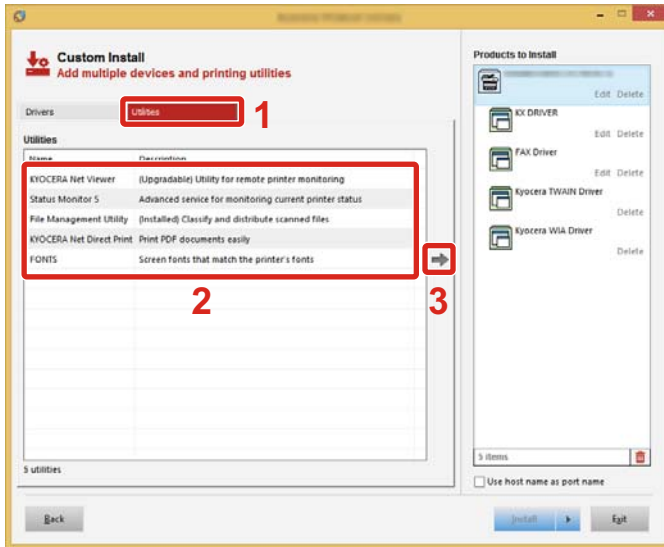 Custom Install
Add multiple devices and printing utilities
Drivers
Utilities
1
Utilities
Name Description
KYOCERA Net Viewer (Upgradable) Utility for remote printer monitoring
Status Monitor 5 Advanced service for monitoring current printer status
File Management Utility (Installed) Classify and distribute scanned files
KYOCERA Net Direct Print Print PDF documents easily
FONTS Screen fonts that match the printer's fonts
2
3
5 utilities
Back
Products to Install
Edit Delete
KX DRIVER
Edit Delete
FAX Driver
Edit Delete
Kyocera TWAIN Driver
Delete
Kyocera WIA Driver
Delete
5 items
Use host name as port name
Install
Exit